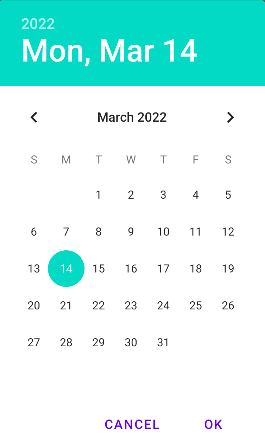 2022
Mon, Mar 14
March 2022
S M T W T F S
1 2 3 4 5
6 7 8 9 10 11 12
13 14 15 16 17 18 19
20 21 22 23 24 25 26
27 28 29 30 31
CANCEL OK